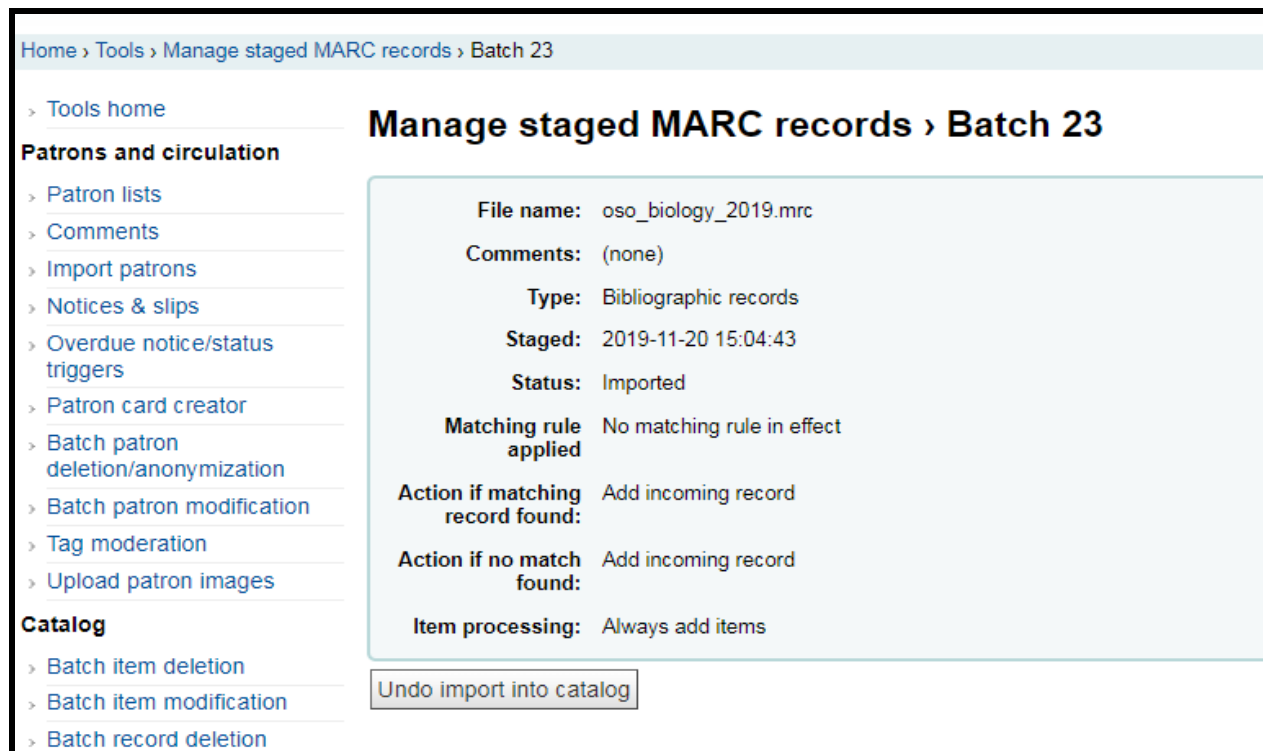 Home › Tools › Manage staged MARC records › Batch 23
› Tools home
Patrons and circulation
› Patron lists
› Comments
› Import patrons
› Notices & slips
› Overdue notice/status
triggers
› Patron card creator
› Batch patron
deletion/anonymization
› Batch patron modification
› Tag moderation
› Upload patron images
Catalog
› Batch item deletion
› Batch item modification
› Batch record deletion
Manage staged MARC records › Batch 23
File name: oso_biology_2019.mrc
Comments: (none)
Type: Bibliographic records
Staged: 2019-11-20 15:04:43
Status: Imported
Matching rule No matching rule in effect
applied
Action if matching Add incoming record
record found:
Action if no match Add incoming record
found:
Item processing: Always add items
Undo import into catalog